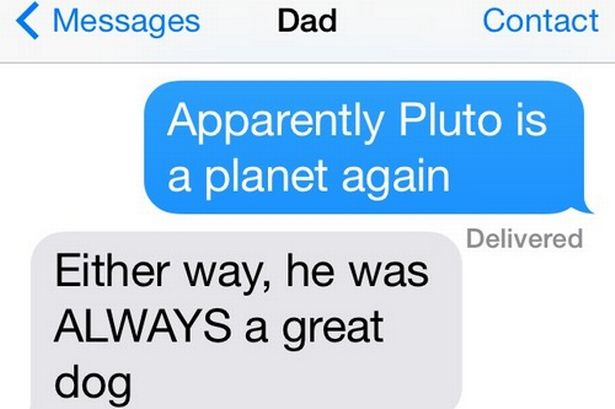 Messages Dad Contact
Apparently Pluto is
a planet again
Delivered
Either way, he was
ALWAYS a great
dog